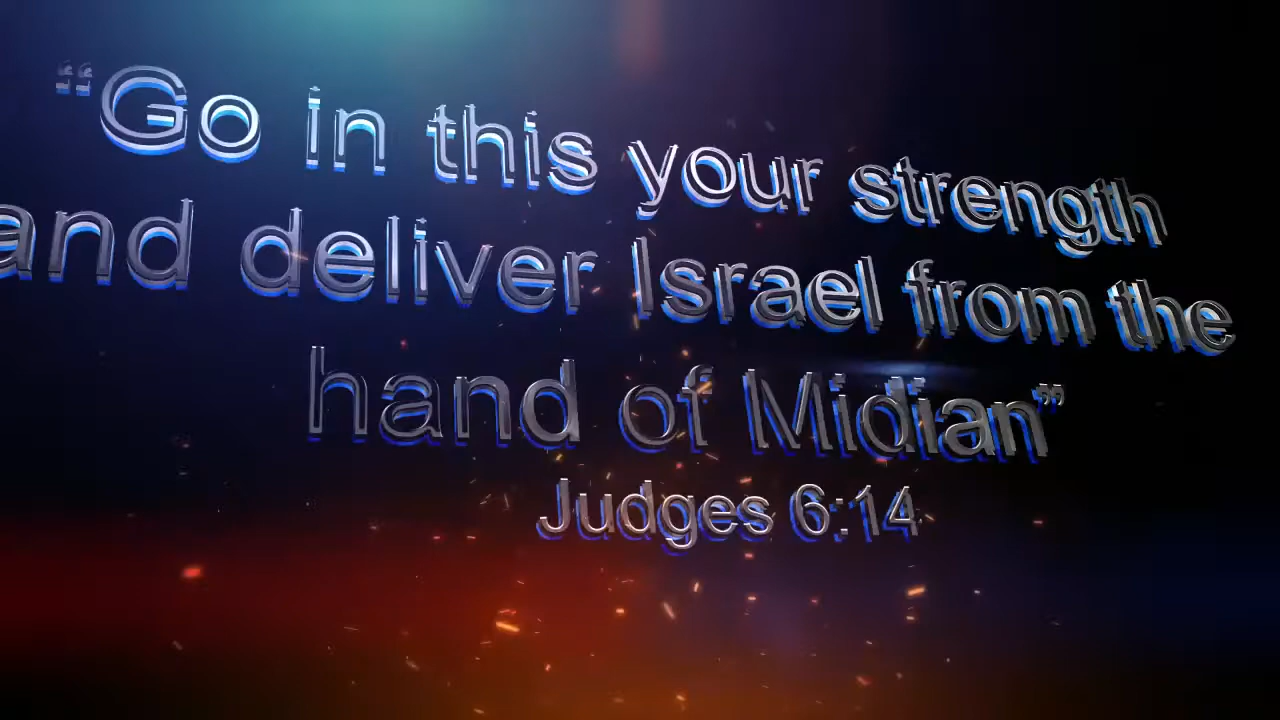 “Go in this your strength
and deliver Israel from the
hand of Midian”
Judges 6:14